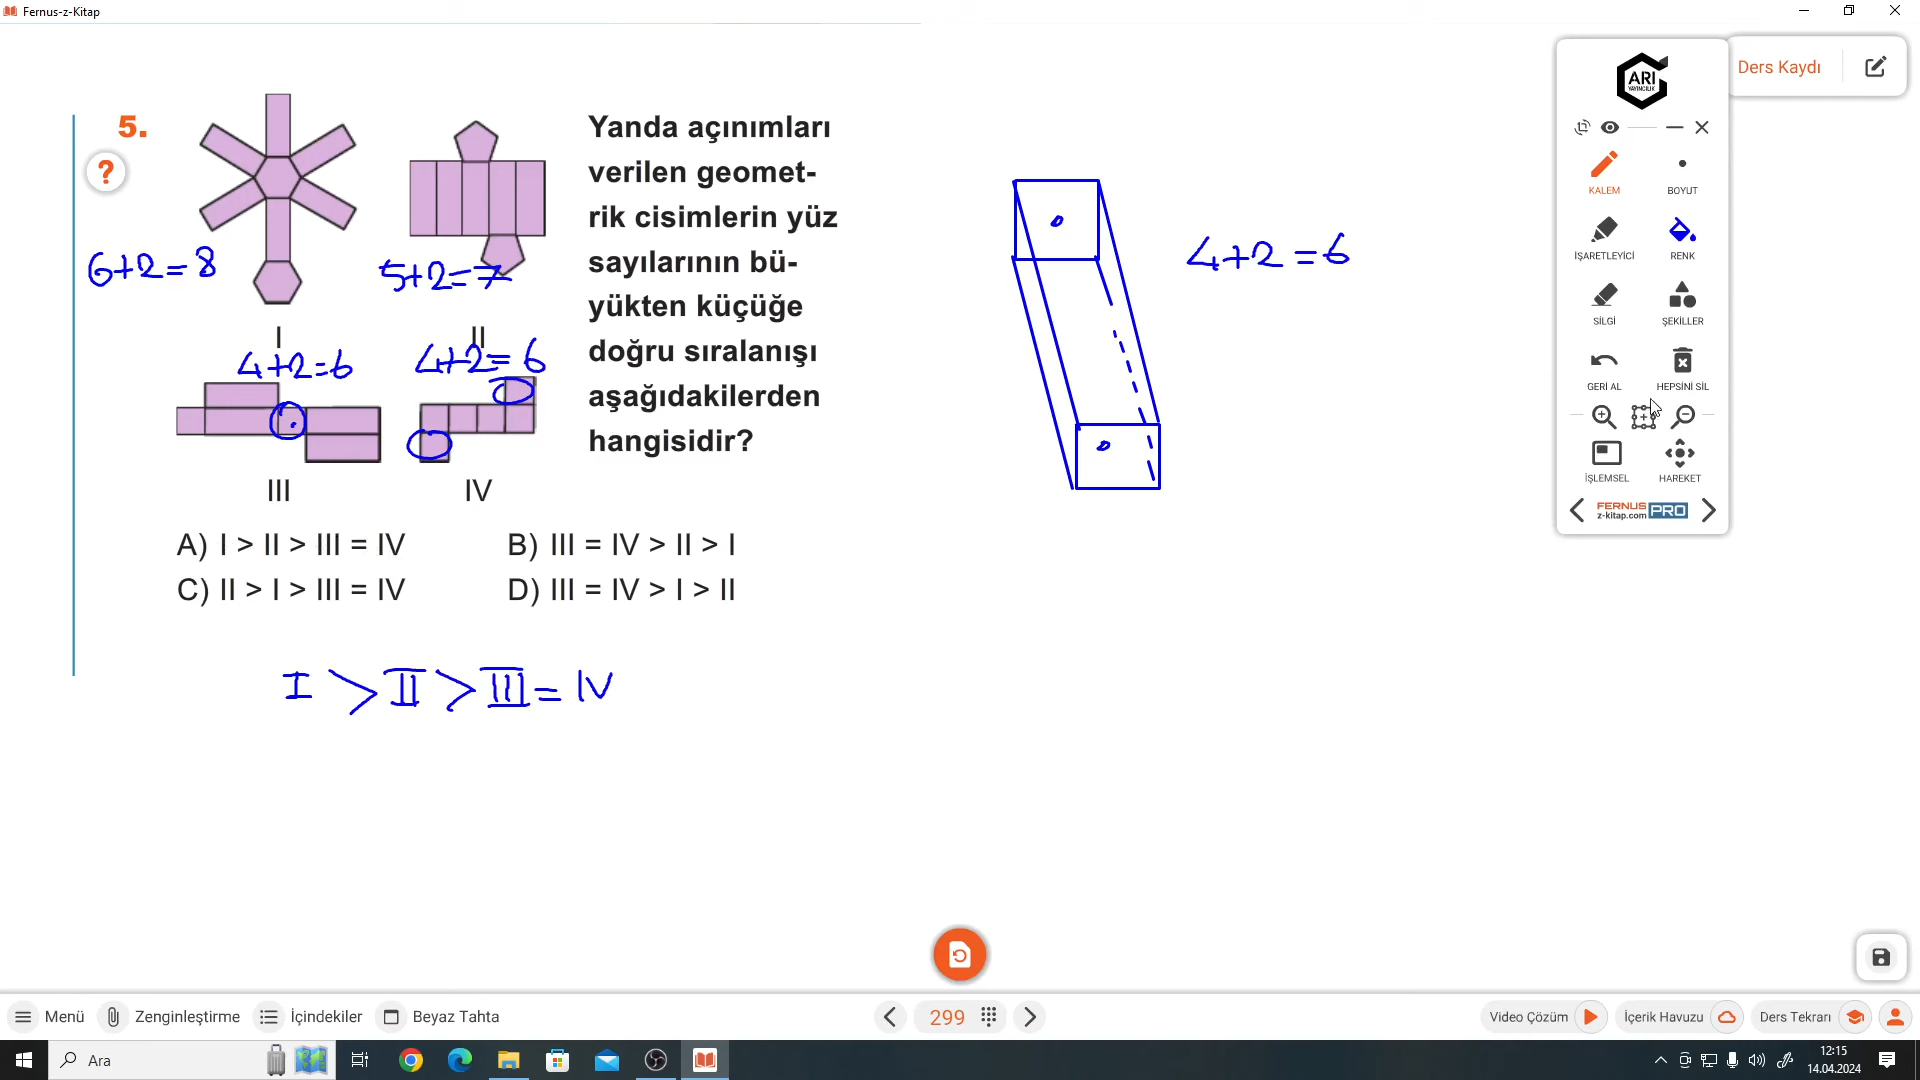 Fernus-z-Kitap
ARI
YAYINCILIK
Ders Kaydı
5.
?
Yanda açınımları
verilen geomet-
rik cisimlerin yüz
sayılarının bü-
yükten küçüğe
doğru sıralanışı
aşağıdakilerden
hangisidir?
6+2=8
5+2=7
I
II
4+2=6
4+2=6
III
IV
A) I > II > III = IV
B) III = IV > II > I
C) II > I > III = IV
D) III = IV > I > II
I > II > III = IV
4+2=6
KALEM
BOYUT
İŞARETLEYİCİ
RENK
SİLGİ
ŞEKİLLER
GERİ AL
HEPSİNİ SİL
İŞLEMSEL
HAREKET
FERNUS
z-kitap.com
PRO
Menü
Zenginleştirme
İçindekiler
Beyaz Tahta
299
Video Çözüm
İçerik Havuzu
Ders Tekrarı
Ara
12:15
14.04.2024